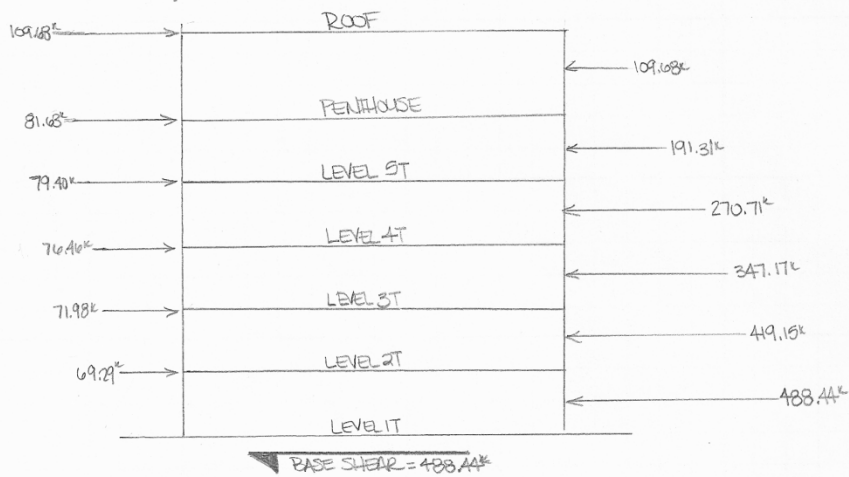 ROOF
109.68ᵏ
109.68ᵏ
PENTHOUSE
81.63ᵏ
191.31ᵏ
LEVEL 5T
79.40ᵏ
270.71ᵏ
LEVEL 4T
76.46ᵏ
347.17ᵏ
LEVEL 3T
71.98ᵏ
419.15ᵏ
LEVEL 2T
69.29ᵏ
488.44ᵏ
LEVEL 1T
BASE SHEAR = 488.44ᵏ